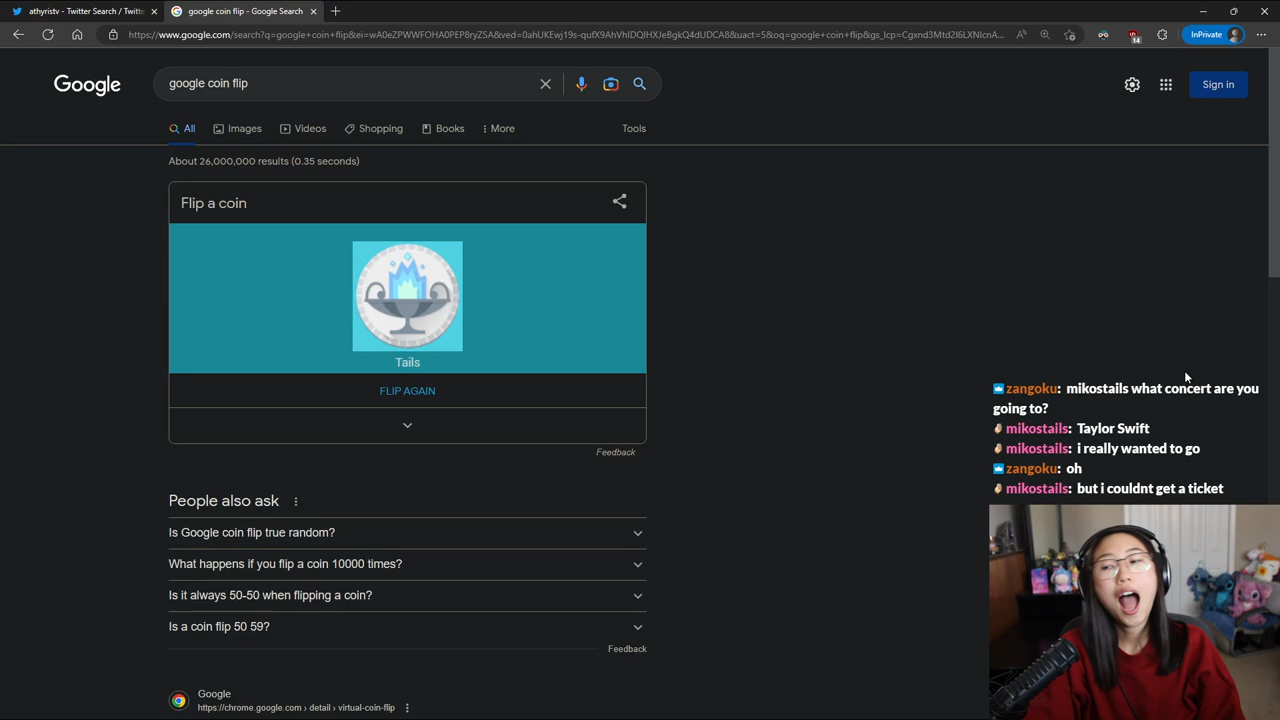 athyristv - Twitter Search / Twitt
google coin flip - Google Search
InPrivate
14
Google
google coin flip
Sign in
All
Images
Videos
Shopping
Books
More
Tools
About 26,000,000 results (0.35 seconds)
Flip a coin
Tails
FLIP AGAIN
Feedback
People also ask
Is Google coin flip true random?
What happens if you flip a coin 10000 times?
Is it always 50-50 when flipping a coin?
Is a coin flip 50 59?
Feedback
Google
https://chrome.google.com › detail › virtual-coin-flip
zangoku: mikostails what concert are you
going to?
mikostails: Taylor Swift
mikostails: i really wanted to go
zangoku: oh
mikostails: but i couldnt get a ticket